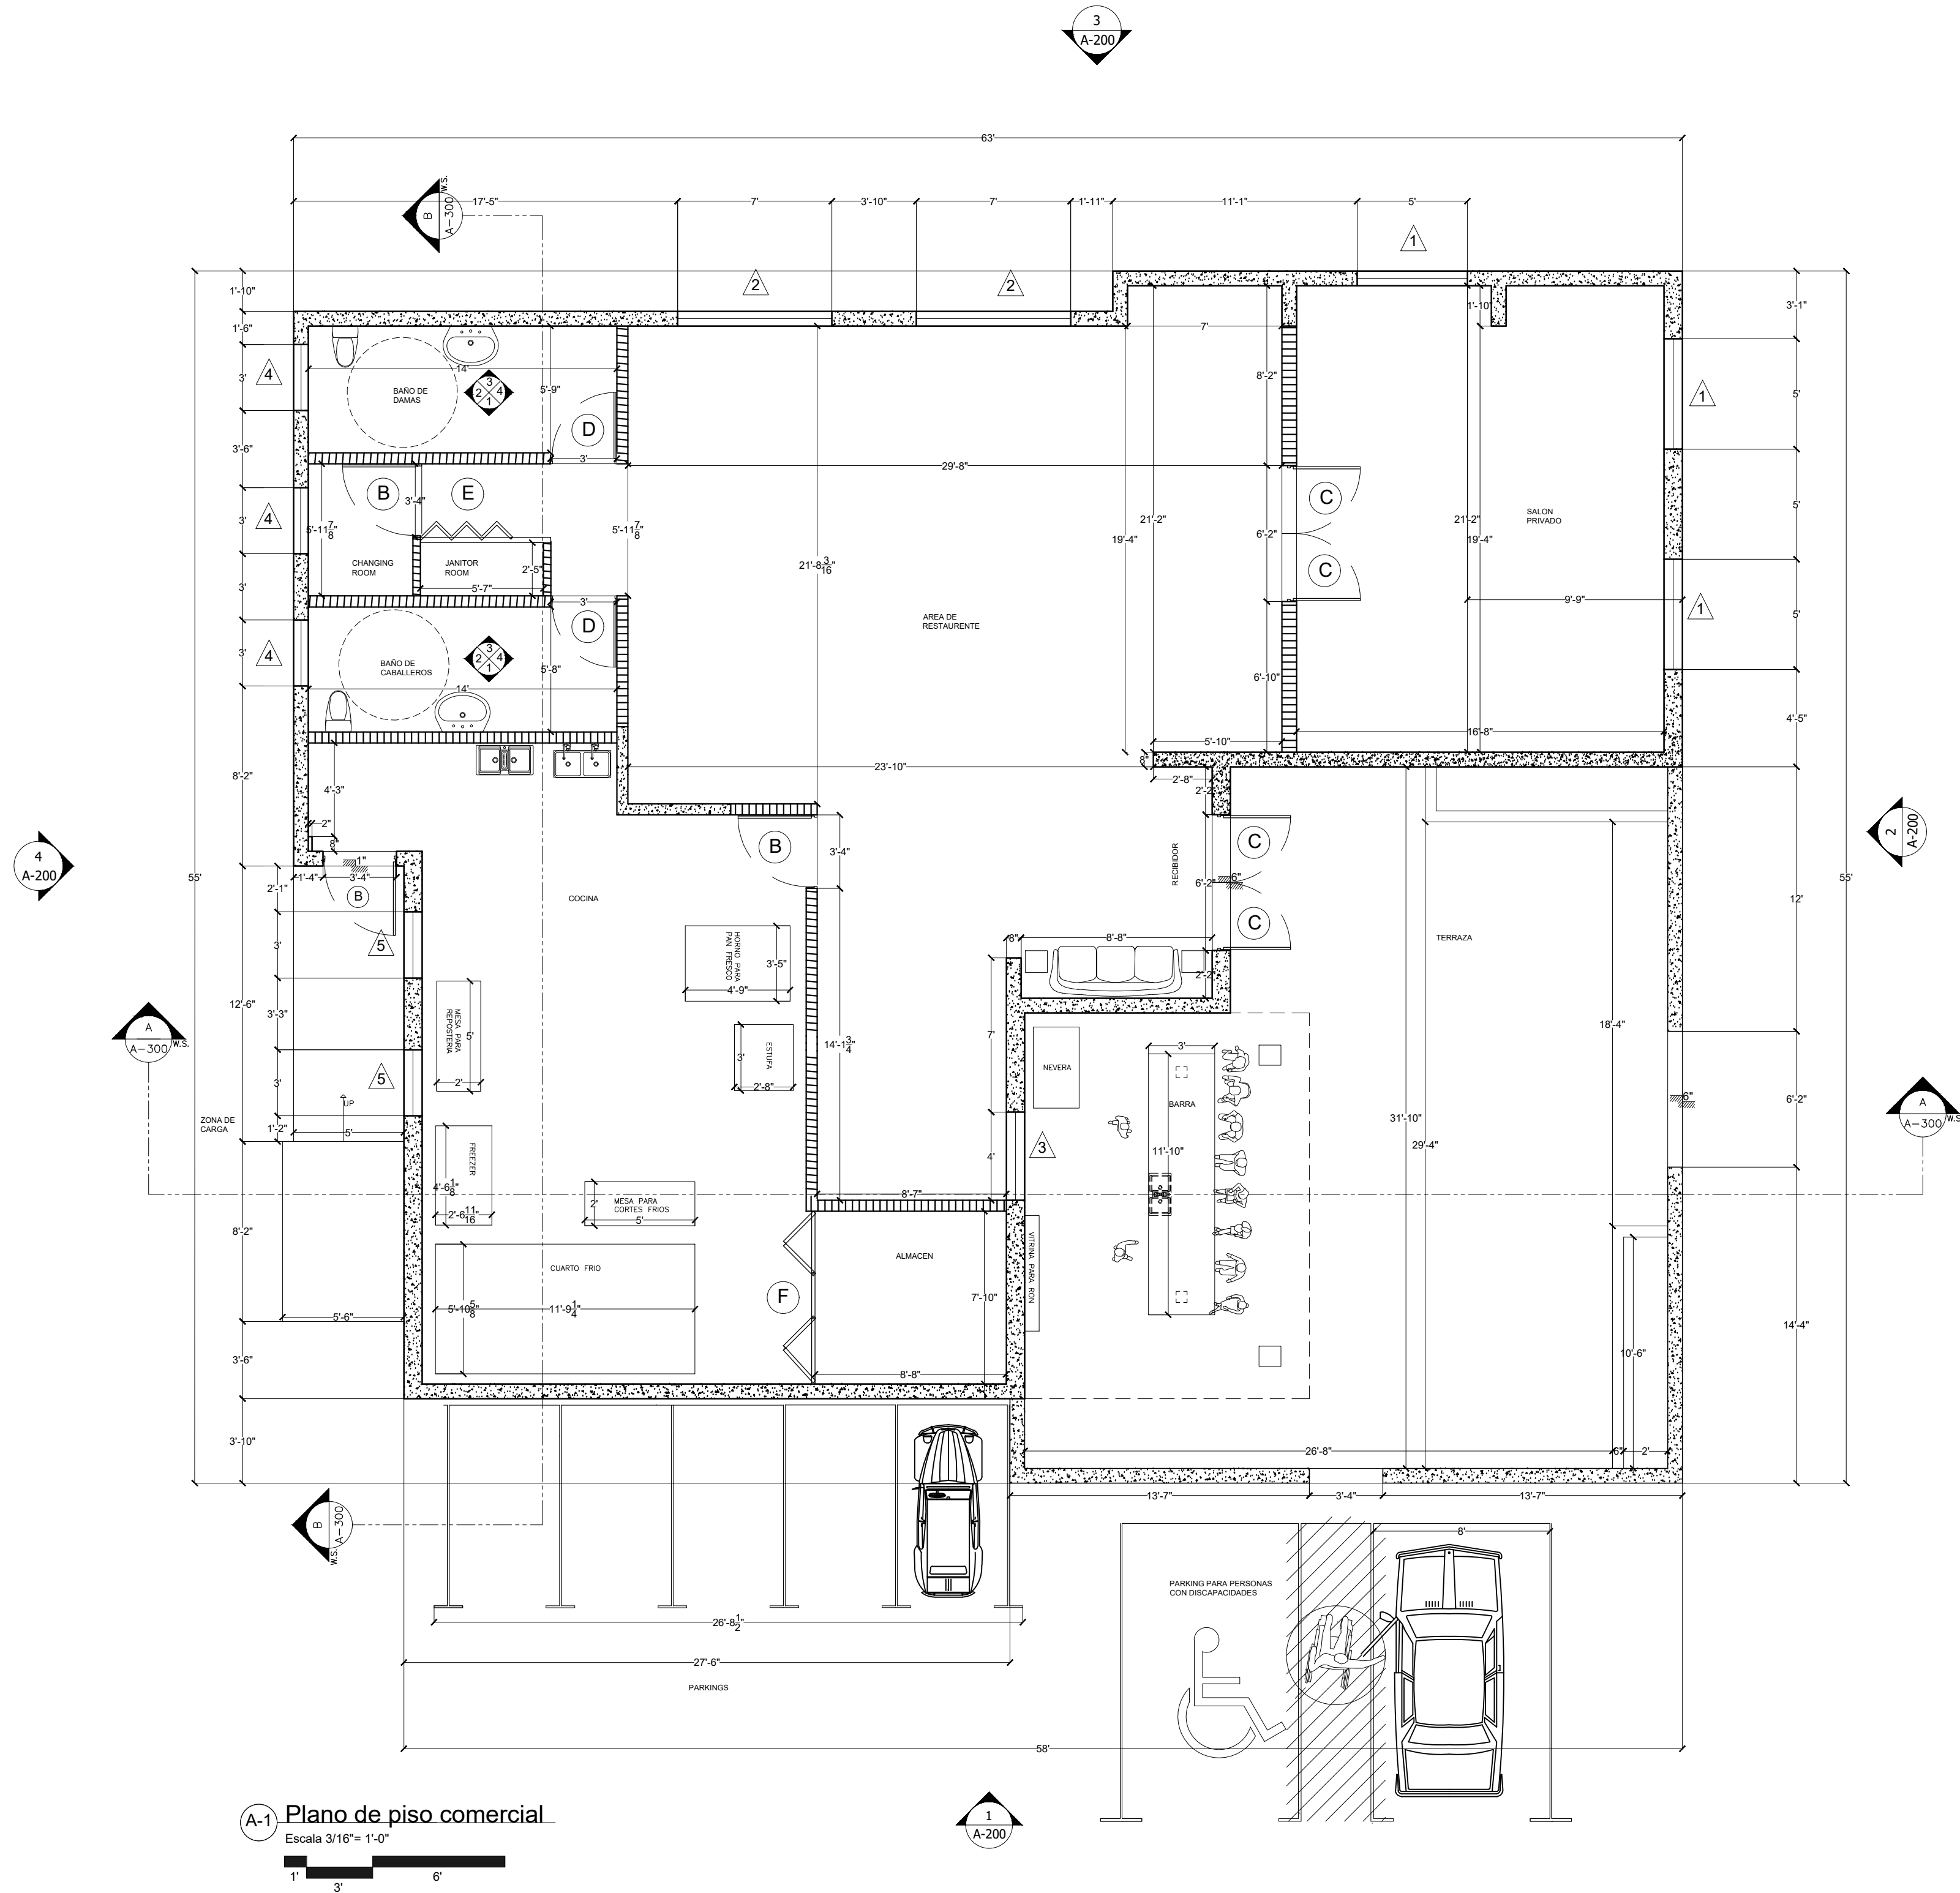 3
A-200
63'
B
A-300
W.S.
17'-5"
7'
3'-10"
7'
1'-11"
11'-1"
5'
1
2
2
1'-10"
3'-1"
1'-6"
1'-10"
7'
4
3'
14'
BAÑO DE
DAMAS
3
2 4
1
5'-9"
8'-2"
1
5'
D
3'-6"
3'
29'-8"
B
E
3'-4"
C
4
3'
5'-11 7/8"
5'-11 7/8"
21'-2"
19'-4"
6'-2"
21'-2"
19'-4"
SALON
PRIVADO
5'
CHANGING
ROOM
JANITOR
ROOM
2'-5"
21'-8 3/16"
C
3'
5'-7"
3'
9'-9"
1
5'
D
AREA DE
RESTAURENTE
4
3'
BAÑO DE
CABALLEROS
3
2 4
1
5'-8"
6'-10"
14'
4'-5"
5'-10"
16'-8"
8"
23'-10"
8'-2"
2'-8"
2'-2"
4'-3"
2"
8"
B
3'-4"
C
4
A-200
2
A-200
1"
1'-4"
3'-4"
55'
RECIBIDOR
6'-2"
6"
55'
2'-1"
B
COCINA
12'
C
TERRAZA
5
3'
8"
8'-8"
HORNO PARA
PAN FRESCO
3'-5"
4'-9"
2'-2"
12'-6"
3'-3"
MESA PARA
REPOSTERIA
5'
2'
7'
18'-4"
A
A-300
W.S.
14'-1 3/4"
ESTUFA
3'
2'-8"
3'
NEVERA
5
3'
UP
BARRA
6"
6'-2"
A
A-300
W.S.
ZONA DE
CARGA
1'-2"
5'
31'-10"
29'-4"
3
4'
11'-10"
FREEZER
4'-6 1/8"
2'-6 11/16"
2'
MESA PARA
CORTES FRIOS
5'
8'-7"
8'-2"
ALMACEN
VITRINA PARA RON
CUARTO FRIO
5'-10 5/8"
11'-9 1/4"
F
7'-10"
5'-6"
14'-4"
3'-6"
8'-8"
10'-6"
3'-10"
26'-8"
6"
2'
13'-7"
3'-4"
13'-7"
B
A-300
W.S.
8'
PARKING PARA PERSONAS
CON DISCAPACIDADES
26'-8 1/2"
27'-6"
PARKINGS
58'
A-1
Plano de piso comercial
Escala 3/16"= 1'-0"
1'
3'
6'
1
A-200